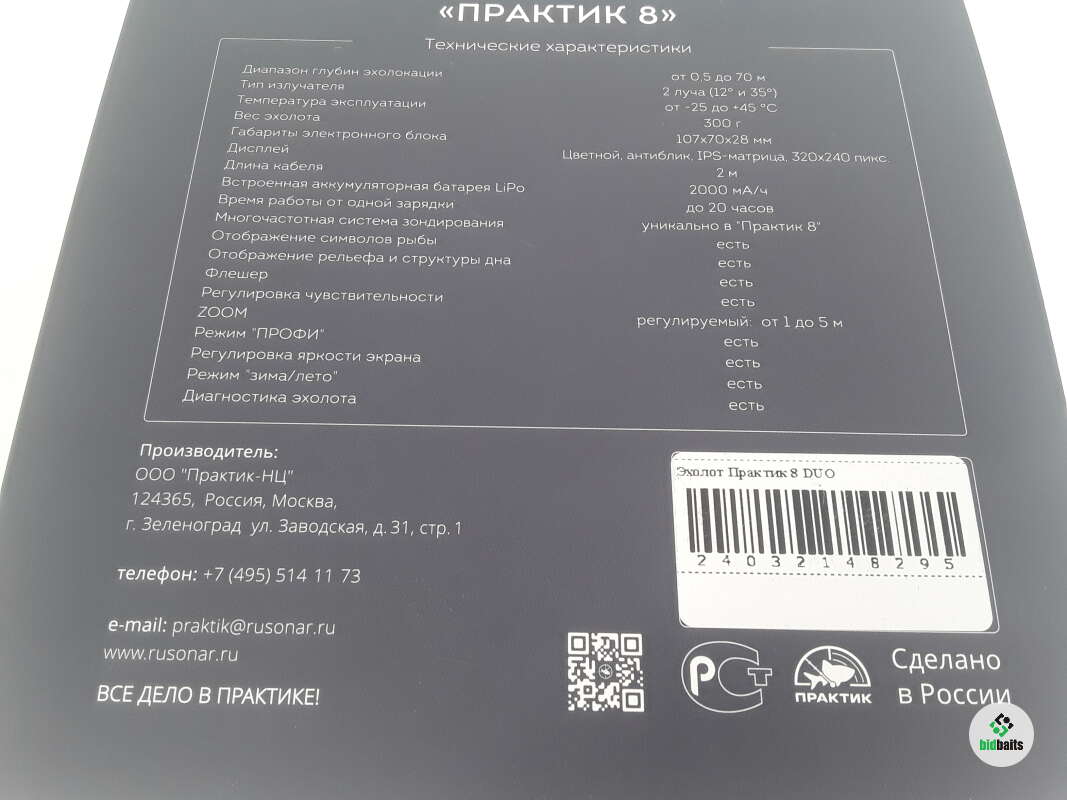 «ПРАКТИК 8»
Технические характеристики
Диапазон глубин эхолокации от 0,5 до 70 м
Тип излучателя 2 луча (12° и 35°)
Температура эксплуатации от -25 до +45 °C
Вес эхолота 300 г
Габариты электронного блока 107x70x28 мм
Дисплей Цветной, антиблик, IPS-матрица, 320x240 пикс.
Длина кабеля 2 м
Встроенная аккумуляторная батарея LiPo 2000 мА/ч
Время работы от одной зарядки до 20 часов
Многочастотная система зондирования уникально в "Практик 8"
Отображение символов рыбы есть
Отображение рельефа и структуры дна есть
Флешер есть
Регулировка чувствительности есть
ZOOM регулируемый: от 1 до 5 м
Режим "ПРОФИ" есть
Регулировка яркости экрана есть
Режим "зима/лето" есть
Диагностика эхолота есть
Производитель:
ООО "Практик-НЦ"
124365, Россия, Москва,
г. Зеленоград ул. Заводская, д. 31, стр. 1
телефон: +7 (495) 514 11 73
e-mail: praktik@rusonar.ru
www.rusonar.ru
ВСЕ ДЕЛО В ПРАКТИКЕ!
Эхолот Практик 8 DUO
24032148295
РСТ
ПРАКТИК
Сделано
в России
bidbaits